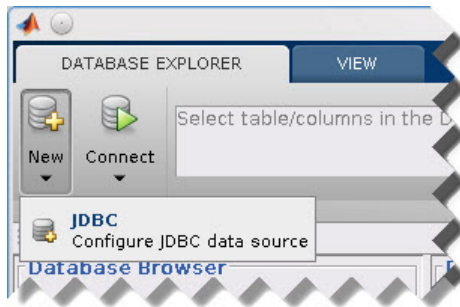 DATABASE EXPLORER VIEW
Select table/columns in the D
New Connect
JDBC
Configure JDBC data source
Database Browser